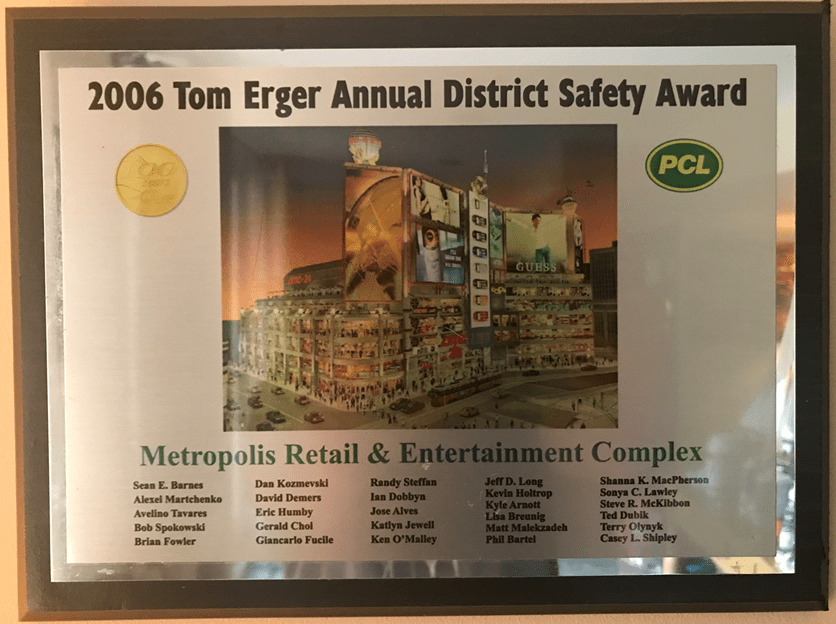 2006 Tom Erger Annual District Safety Award
PCL
GUESS
Metropolis Retail & Entertainment Complex
Sean E. Barnes
Alexei Martchenko
Avelino Tavares
Bob Spokowski
Brian Fowler
Dan Kozmevski
David Demers
Eric Humby
Gerald Choi
Giancarlo Fucile
Randy Steffan
Ian Dobbyn
Jose Alves
Katlyn Jewell
Ken O'Malley
Jeff D. Long
Kevin Holtrop
Kyle Arnott
Lisa Breunig
Matt Malekzadeh
Phil Bartel
Shanna K. MacPherson
Sonya C. Lawley
Steve R. McKibbon
Ted Dubik
Terry Olynyk
Casey L. Shipley